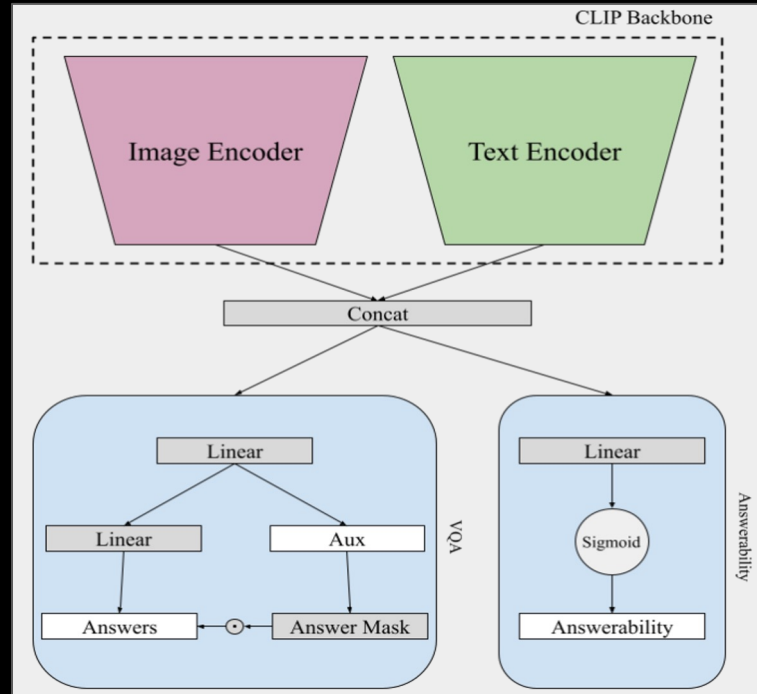 CLIP Backbone
Image Encoder
Text Encoder
Concat
Linear
Linear
Aux
Answers
Answer Mask
VQA
Linear
Sigmoid
Answerability
Answerability